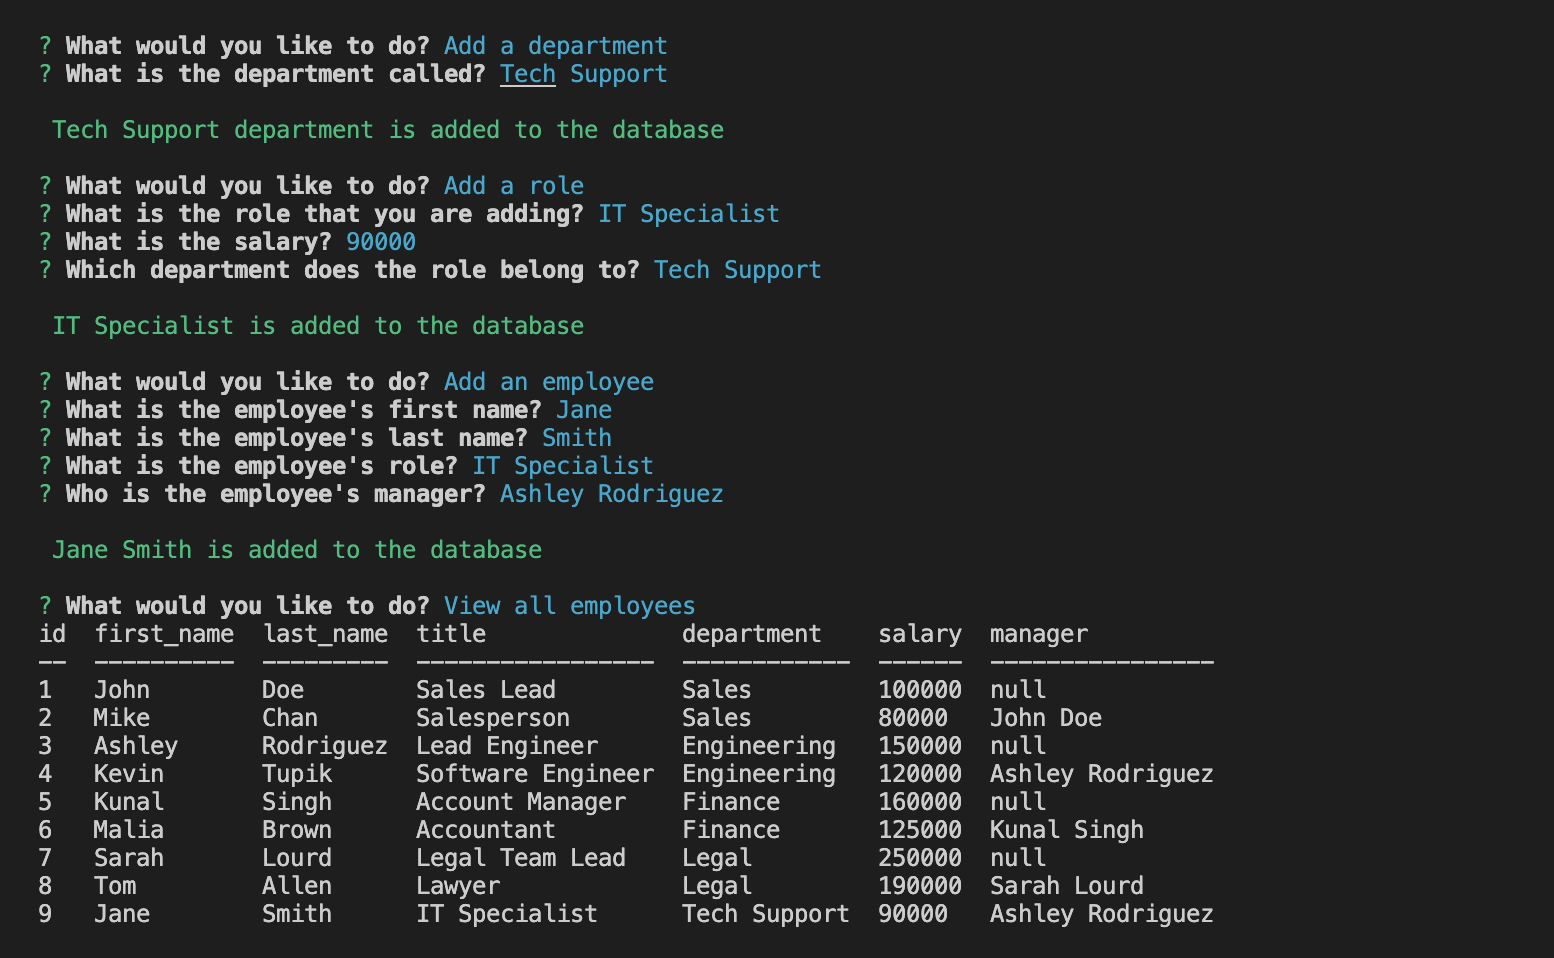 ? What would you like to do? Add a department
? What is the department called? Tech Support
Tech Support department is added to the database
? What would you like to do? Add a role
? What is the role that you are adding? IT Specialist
? What is the salary? 90000
? Which department does the role belong to? Tech Support
IT Specialist is added to the database
? What would you like to do? Add an employee
? What is the employee's first name? Jane
? What is the employee's last name? Smith
? What is the employee's role? IT Specialist
? Who is the employee's manager? Ashley Rodriguez
Jane Smith is added to the database
? What would you like to do? View all employees
id  first_name  last_name  title              department    salary  manager
--  ----------  ---------  -----------------  ------------  ------  ----------------
1   John        Doe        Sales Lead         Sales         100000  null
2   Mike        Chan       Salesperson        Sales         80000   John Doe
3   Ashley      Rodriguez  Lead Engineer      Engineering   150000  null
4   Kevin       Tupik      Software Engineer  Engineering   120000  Ashley Rodriguez
5   Kunal       Singh      Account Manager    Finance       160000  null
6   Malia       Brown      Accountant         Finance       125000  Kunal Singh
7   Sarah       Lourd      Legal Team Lead    Legal         250000  null
8   Tom         Allen      Lawyer             Legal         190000  Sarah Lourd
9   Jane        Smith      IT Specialist      Tech Support  90000   Ashley Rodriguez